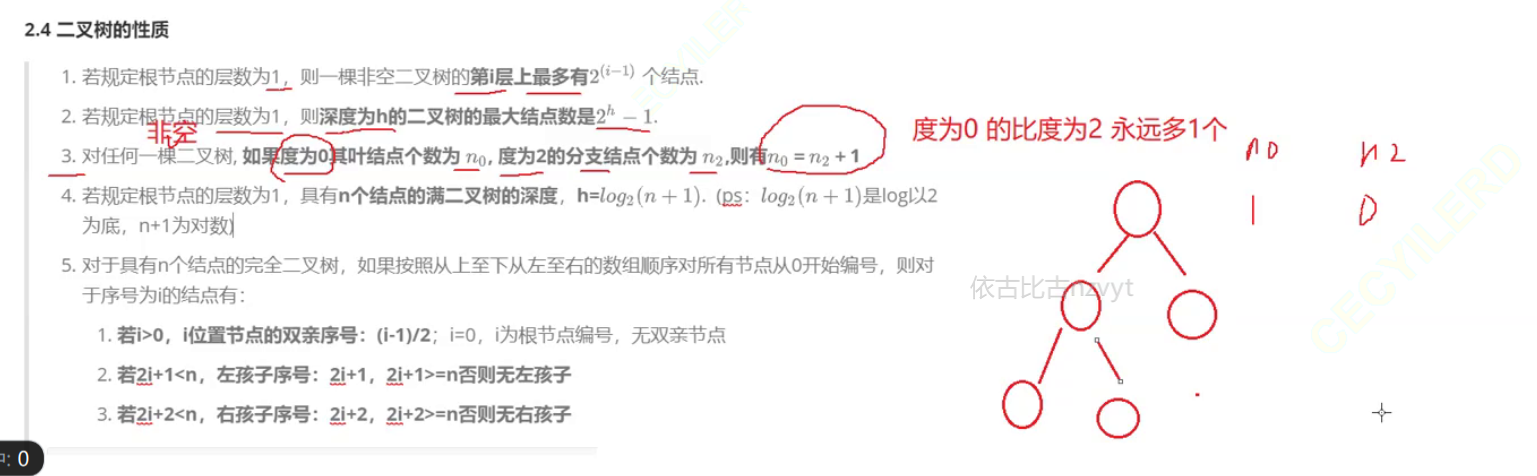 2.4 二叉树的性质
1. 若规定根节点的层数为1，则一棵非空二叉树的第i层上最多有2^(i−1) 个结点.
2. 若规定根节点的层数为1，则深度为h的二叉树的最大结点数是2^h − 1.
非空
3. 对任何一棵二叉树, 如果度为0其叶结点个数为 n₀, 度为2的分支结点个数为 n₂,则有n₀ = n₂ + 1
度为0 的比度为2 永远多1个
n0 n2
1 0
4. 若规定根节点的层数为1，具有n个结点的满二叉树的深度，h=log₂(n + 1). (ps：log₂(n + 1)是log以2
为底，n+1为对数)
5. 对于具有n个结点的完全二叉树，如果按照从上至下从左至右的数组顺序对所有节点从0开始编号，则对
于序号为i的结点有：
1. 若i>0，i位置节点的双亲序号：(i-1)/2；i=0，i为根节点编号，无双亲节点
2. 若2i+1<n，左孩子序号：2i+1，2i+1>=n否则无左孩子
3. 若2i+2<n，右孩子序号：2i+2，2i+2>=n否则无右孩子
依古比古nzvyt
CECYILERD
CECYILERD
: 0